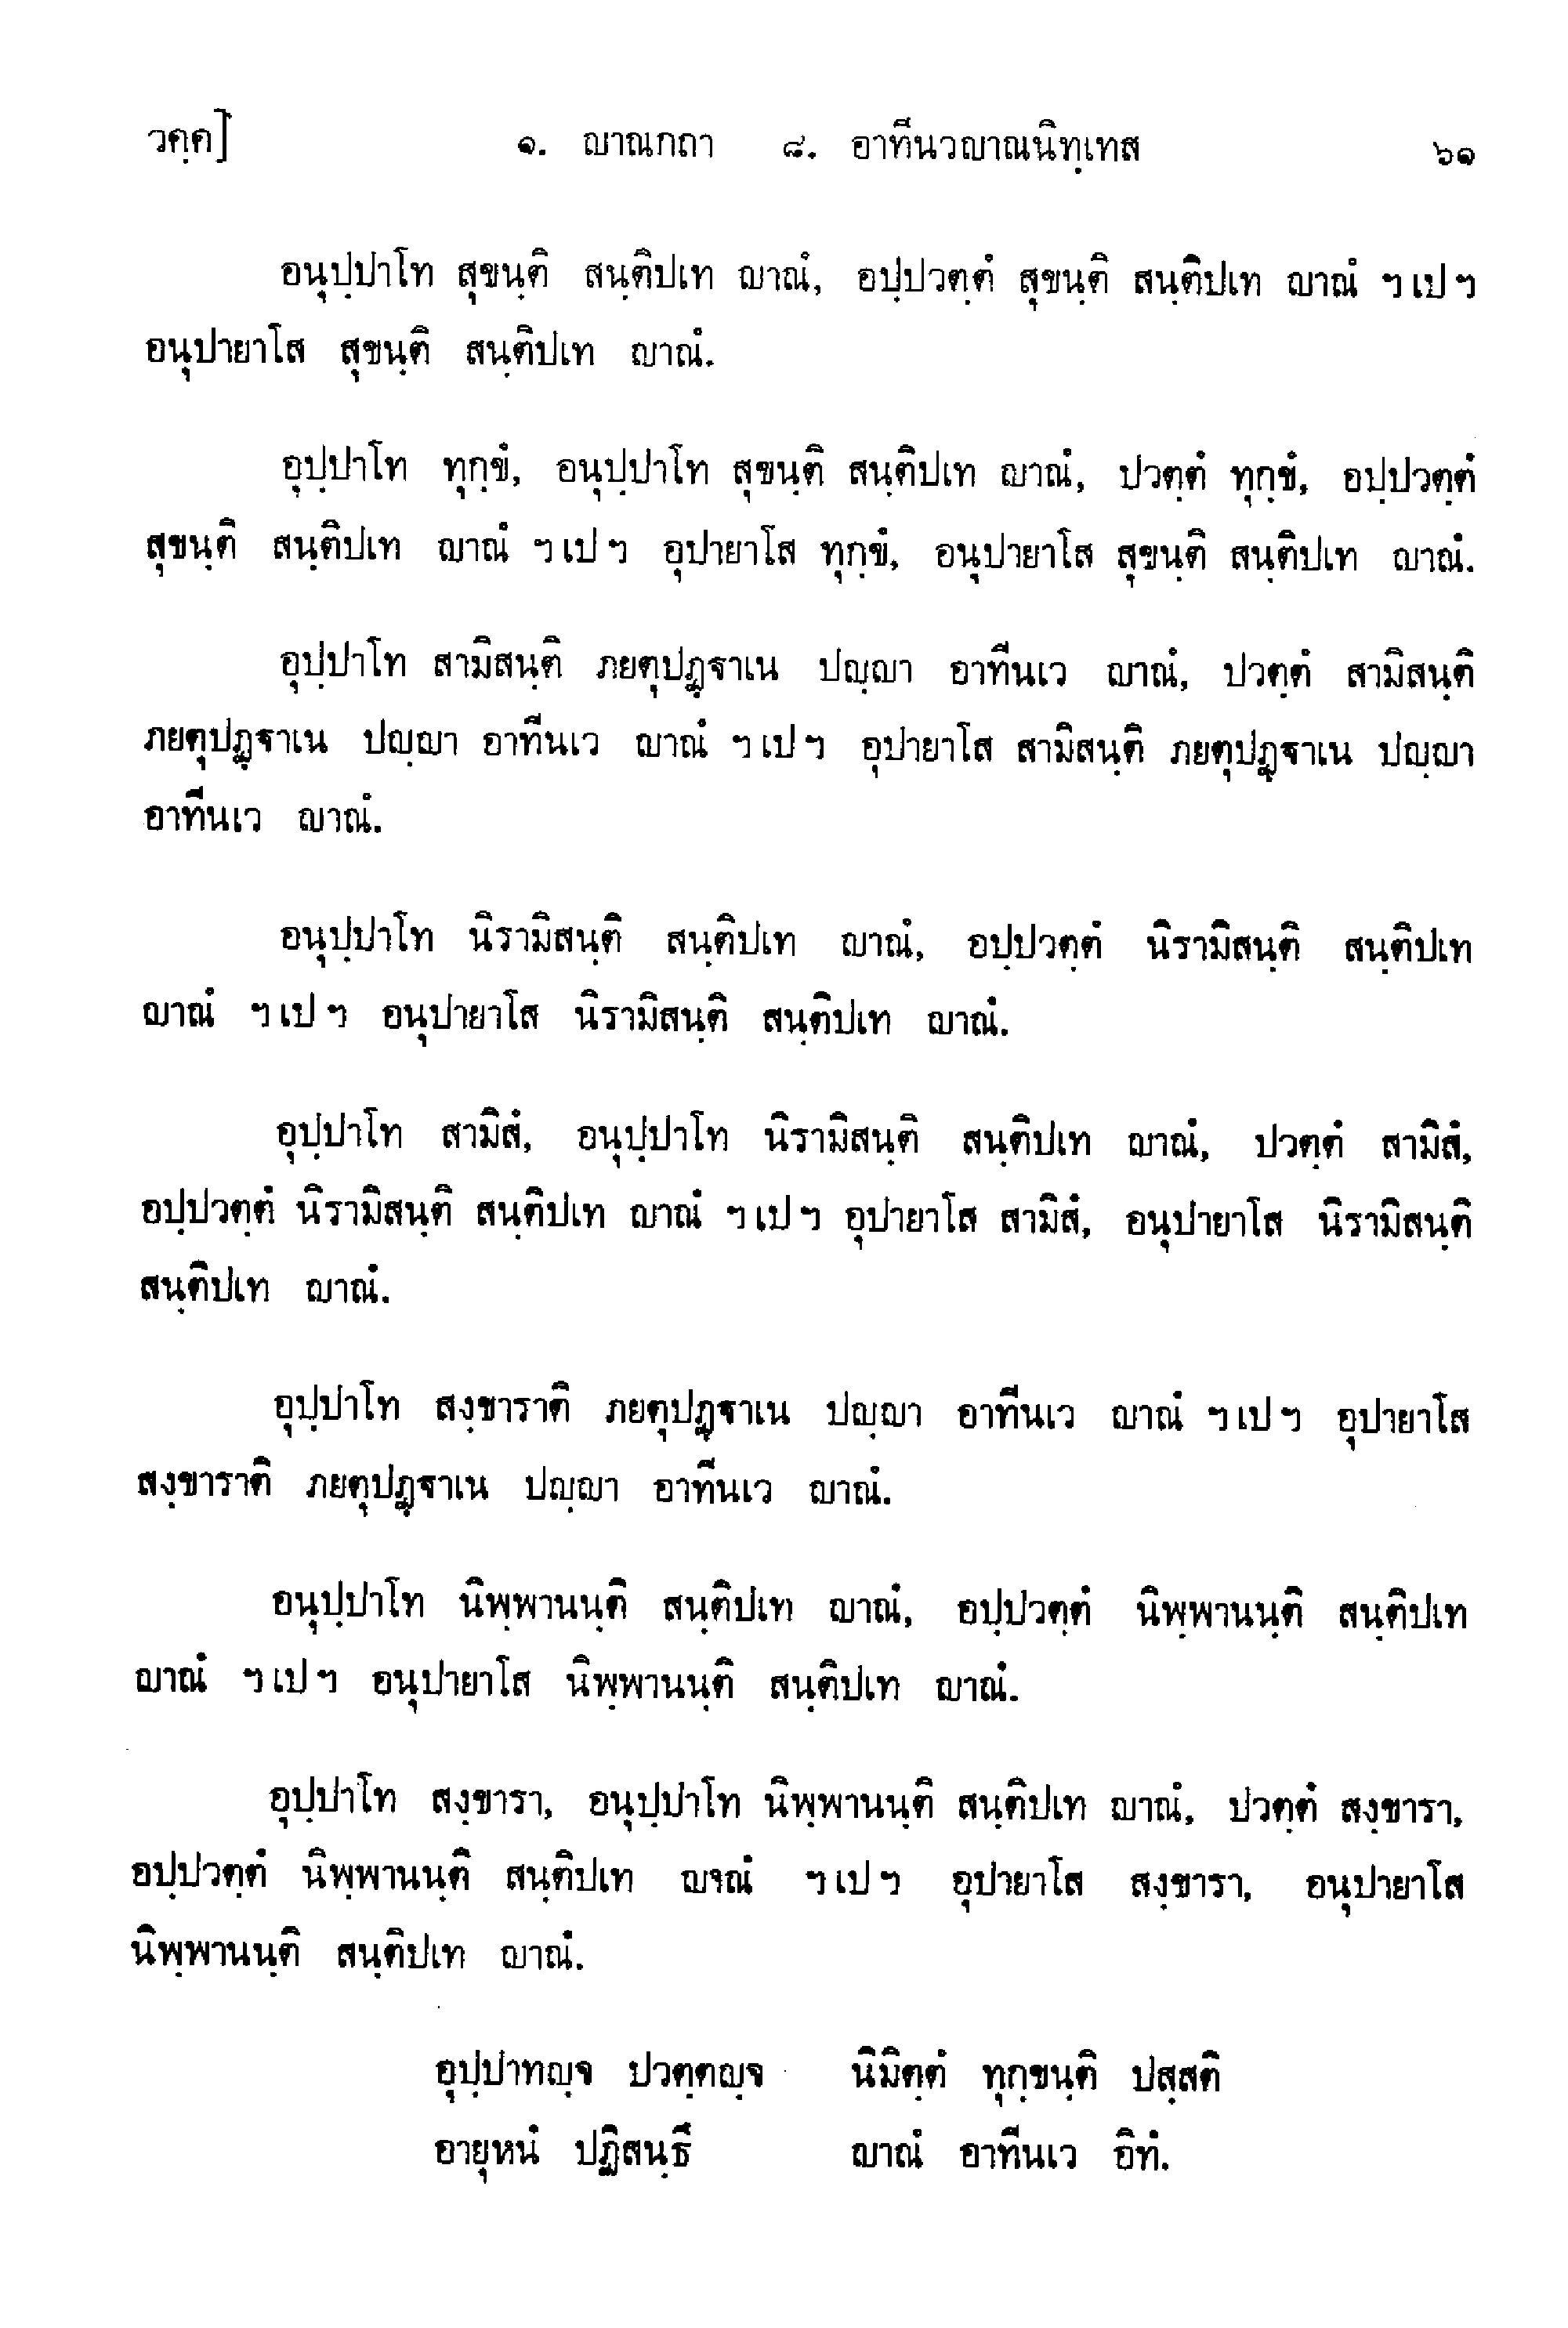 วคฺค]	๑. ญาณกถา ๘. อาทีนวญาณนิทฺเทส	๖๑
อนุปฺปาโท สุขนฺติ สนฺติปเท ญาณํ, อปฺปวตฺตํ สุขนฺติ สนฺติปเท ญาณํ ฯเปฯ
อนุปายาโส สุขนฺติ สนฺติปเท ญาณํ.
อุปฺปาโท ทุกฺขํ, อนุปฺปาโท สุขนฺติ สนฺติปเท ญาณํ, ปวตฺตํ ทุกฺขํ, อปฺปวตฺตํ
สุขนฺติ สนฺติปเท ญาณํ ฯเปฯ อุปายาโส ทุกฺขํ, อนุปายาโส สุขนฺติ สนฺติปเท ญาณํ.
อุปฺปาโท สามิสนฺติ ภยตุปฏฺฐาเน ปญฺญา อาทีนเว ญาณํ, ปวตฺตํ สามิสนฺติ
ภยตุปฏฺฐาเน ปญฺญา อาทีนเว ญาณํ ฯเปฯ อุปายาโส สามิสนฺติ ภยตุปฏฺฐาเน ปญฺญา
อาทีนเว ญาณํ.
อนุปฺปาโท นิรามิสนฺติ สนฺติปเท ญาณํ, อปฺปวตฺตํ นิรามิสนฺติ สนฺติปเท
ญาณํ ฯเปฯ อนุปายาโส นิรามิสนฺติ สนฺติปเท ญาณํ.
อุปฺปาโท สามิสํ, อนุปฺปาโท นิรามิสนฺติ สนฺติปเท ญาณํ, ปวตฺตํ สามิสํ,
อปฺปวตฺตํ นิรามิสนฺติ สนฺติปเท ญาณํ ฯเปฯ อุปายาโส สามิสํ, อนุปายาโส นิรามิสนฺติ
สนฺติปเท ญาณํ.
อุปฺปาโท สงฺขาราติ ภยตุปฏฺฐาเน ปญฺญา อาทีนเว ญาณํ ฯเปฯ อุปายาโส
สงฺขาราติ ภยตุปฏฺฐาเน ปญฺญา อาทีนเว ญาณํ.
อนุปฺปาโท นิพฺพานนฺติ สนฺติปเท ญาณํ, อปฺปวตฺตํ นิพฺพานนฺติ สนฺติปเท
ญาณํ ฯเปฯ อนุปายาโส นิพฺพานนฺติ สนฺติปเท ญาณํ.
อุปฺปาโท สงฺขารา, อนุปฺปาโท นิพฺพานนฺติ สนฺติปเท ญาณํ, ปวตฺตํ สงฺขารา,
อปฺปวตฺตํ นิพฺพานนฺติ สนฺติปเท ญาณํ ฯเปฯ อุปายาโส สงฺขารา, อนุปายาโส
นิพฺพานนฺติ สนฺติปเท ญาณํ.
อุปฺปาทญฺจ ปวตฺตญฺจ	นิมิตฺตํ ทุกฺขนฺติ ปสฺสติ
อายุหนํ ปฏิสนฺธึ	ญาณํ อาทีนเว อิทํ.